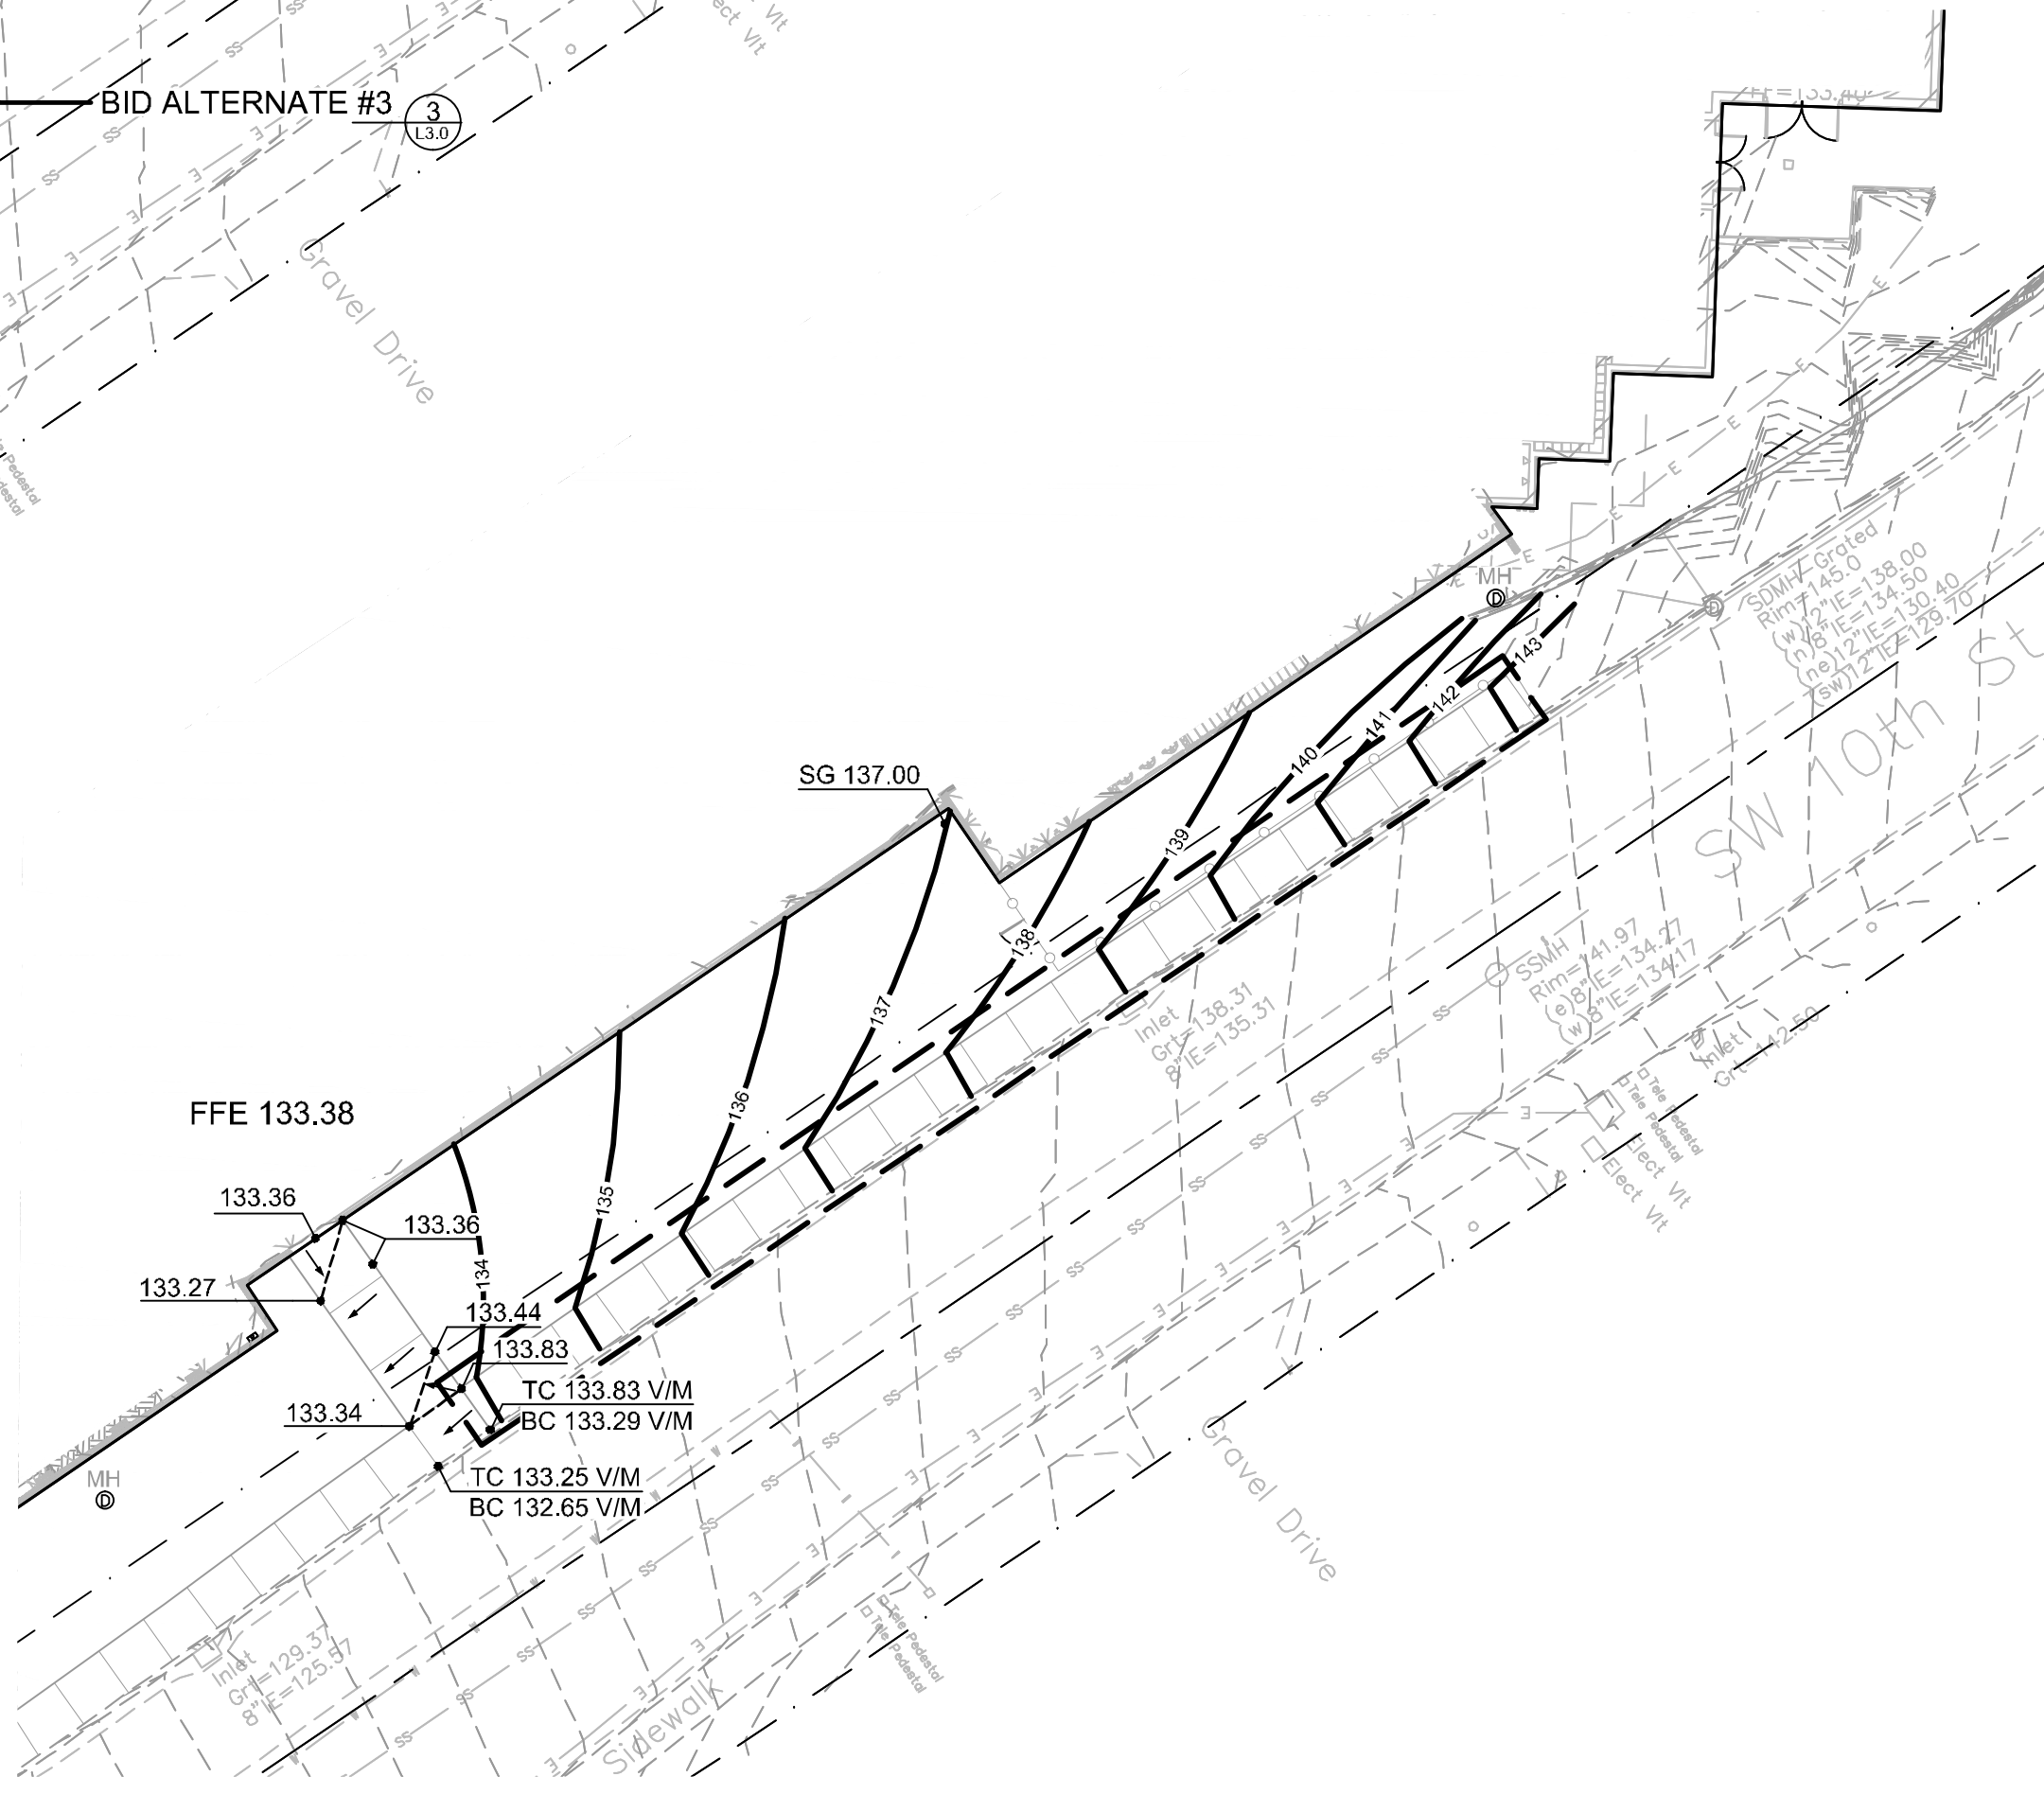 BID ALTERNATE #3
3
L3.0
Gravel Drive
SDMH-Grated
Rim=145.0
(w)12"IE=138.00
(n)8"IE=134.50
(ne)12"IE=130.40
(sw)12"IE=129.70
SW 10th St
MH
D
D
143
142
141
140
139
138
137
136
135
134
SG 137.00
SSMH
Rim=141.97
(e)8"IE=134.27
(w)8"IE=134.17
Inlet
Grt=138.31
8"IE=135.31
Inlet
Grt=142.50
Tele Pedestal
Tele Pedestal
Elect Vlt
Elect Vlt
FFE 133.38
133.36
133.36
133.27
133.44
133.83
133.34
TC 133.83 V/M
BC 133.29 V/M
TC 133.25 V/M
BC 132.65 V/M
MH
D
Gravel Drive
Inlet
Grt=129.37
8"IE=125.57
Tele Pedestal
Tele Pedestal
Sidewalk
SS
E